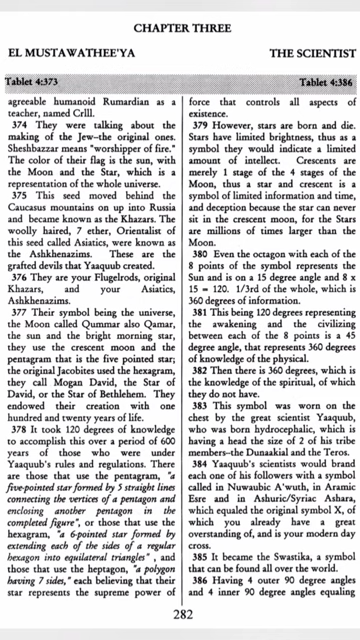 CHAPTER THREE
EL MUSTAWATHEE'YA
THE SCIENTIST
Tablet 4:373
Tablet 4:386
agreeable humanoid Rumardian as a
teacher, named Crlll.
374 They were talking about the
making of the Jew–the original ones.
Sheshbazzar means "worshipper of fire."
The color of their flag is the sun, with
the Moon and the Star, which is a
representation of the whole universe.
375 This seed moved behind the
Caucasus mountains on up into Russia
and became known as the Khazars. The
woolly haired, 7 ether, Orientalist of
this seed called Asiatics, were known as
the Ashkhenazims. These are the
grafted devils that Yaaqub created.
376 They are your Flugelrods, original
Khazars, and your Asiatics,
Ashkhenazims.
377 Their symbol being the universe,
the Moon called Qummar also Qamar,
the sun and the bright morning star,
they use the crescent moon and the
pentagram that is the five pointed star;
the original Jacobites used the hexagram,
they call Mogan David, the Star of
David, or the Star of Bethlehem. They
endowed their creation with one
hundred and twenty years of life.
378 It took 120 degrees of knowledge
to accomplish this over a period of 600
years of those who were under
Yaaqub's rules and regulations. There
are those that use the pentagram, "a
five-pointed star formed by 5 straight lines
connecting the vertices of a pentagon and
enclosing another pentagon in the
completed figure", or those that use the
hexagram, "a 6-pointed star formed by
extending each of the sides of a regular
hexagon into equilateral triangles" , and
those that use the heptagon, "a polygon
having 7 sides," each believing that their
star represents the supreme power of
force that controls all aspects of
existence.
379 However, stars are born and die.
Stars have limited brightness, thus as a
symbol they would indicate a limited
amount of intellect. Crescents are
merely 1 stage of the 4 stages of the
Moon, thus a star and crescent is a
symbol of limited information and time,
and deception because the star can never
sit in the crescent moon, for the Stars
are millions of times larger than the
Moon.
380 Even the octagon with each of the
8 points of the symbol represents the
Sun and is on a 15 degree angle and 8 x
15 = 120. 1/3rd of the whole, which is
360 degrees of information.
381 This being 120 degrees representing
the awakening and the civilizing
between each of the 8 points is a 45
degree angle, that represents 360 degrees
of knowledge of the physical.
382 Then there is 360 degrees, which is
the knowledge of the spiritual, of which
they do not have.
383 This symbol was worn on the
chest by the great scientist Yaaqub,
who was born hydrocephalic, which is
having a head the size of 2 of his tribe
members–the Dunaakial and the Teros.
384 Yaaqub's scientists would brand
each one of his followers with a symbol
called in Nuwaubic A'wuth, in Aramic
Esre and in Ashuric/Syriac Ashara,
which equaled the original symbol X, of
which you already have a great
overstanding of, and is your modern day
cross.
385 It became the Swastika, a symbol
that can be found all over the world.
386 Having 4 outer 90 degree angles
and 4 inner 90 degree angles equaling
282